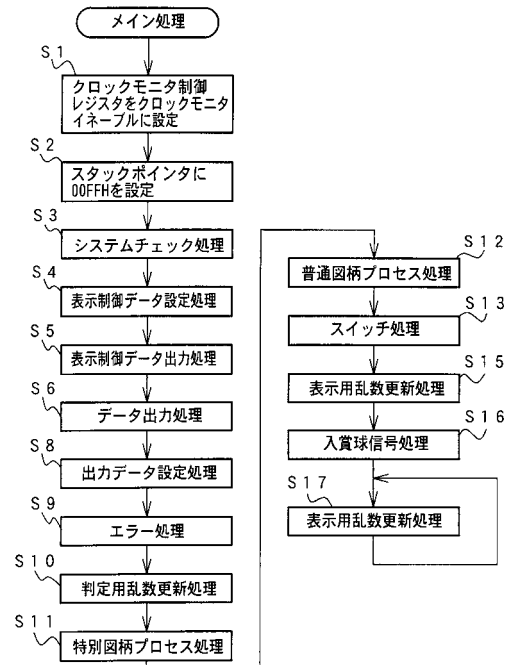 メイン処理
S1
クロックモニタ制御
レジスタをクロックモニタ
イネーブルに設定
S2
スタックポインタに
00FFHを設定
S3
システムチェック処理
S4
表示制御データ設定処理
S5
表示制御データ出力処理
S6
データ出力処理
S8
出力データ設定処理
S9
エラー処理
S10
判定用乱数更新処理
S11
特別図柄プロセス処理
S12
普通図柄プロセス処理
S13
スイッチ処理
S15
表示用乱数更新処理
S16
入賞球信号処理
S17
表示用乱数更新処理